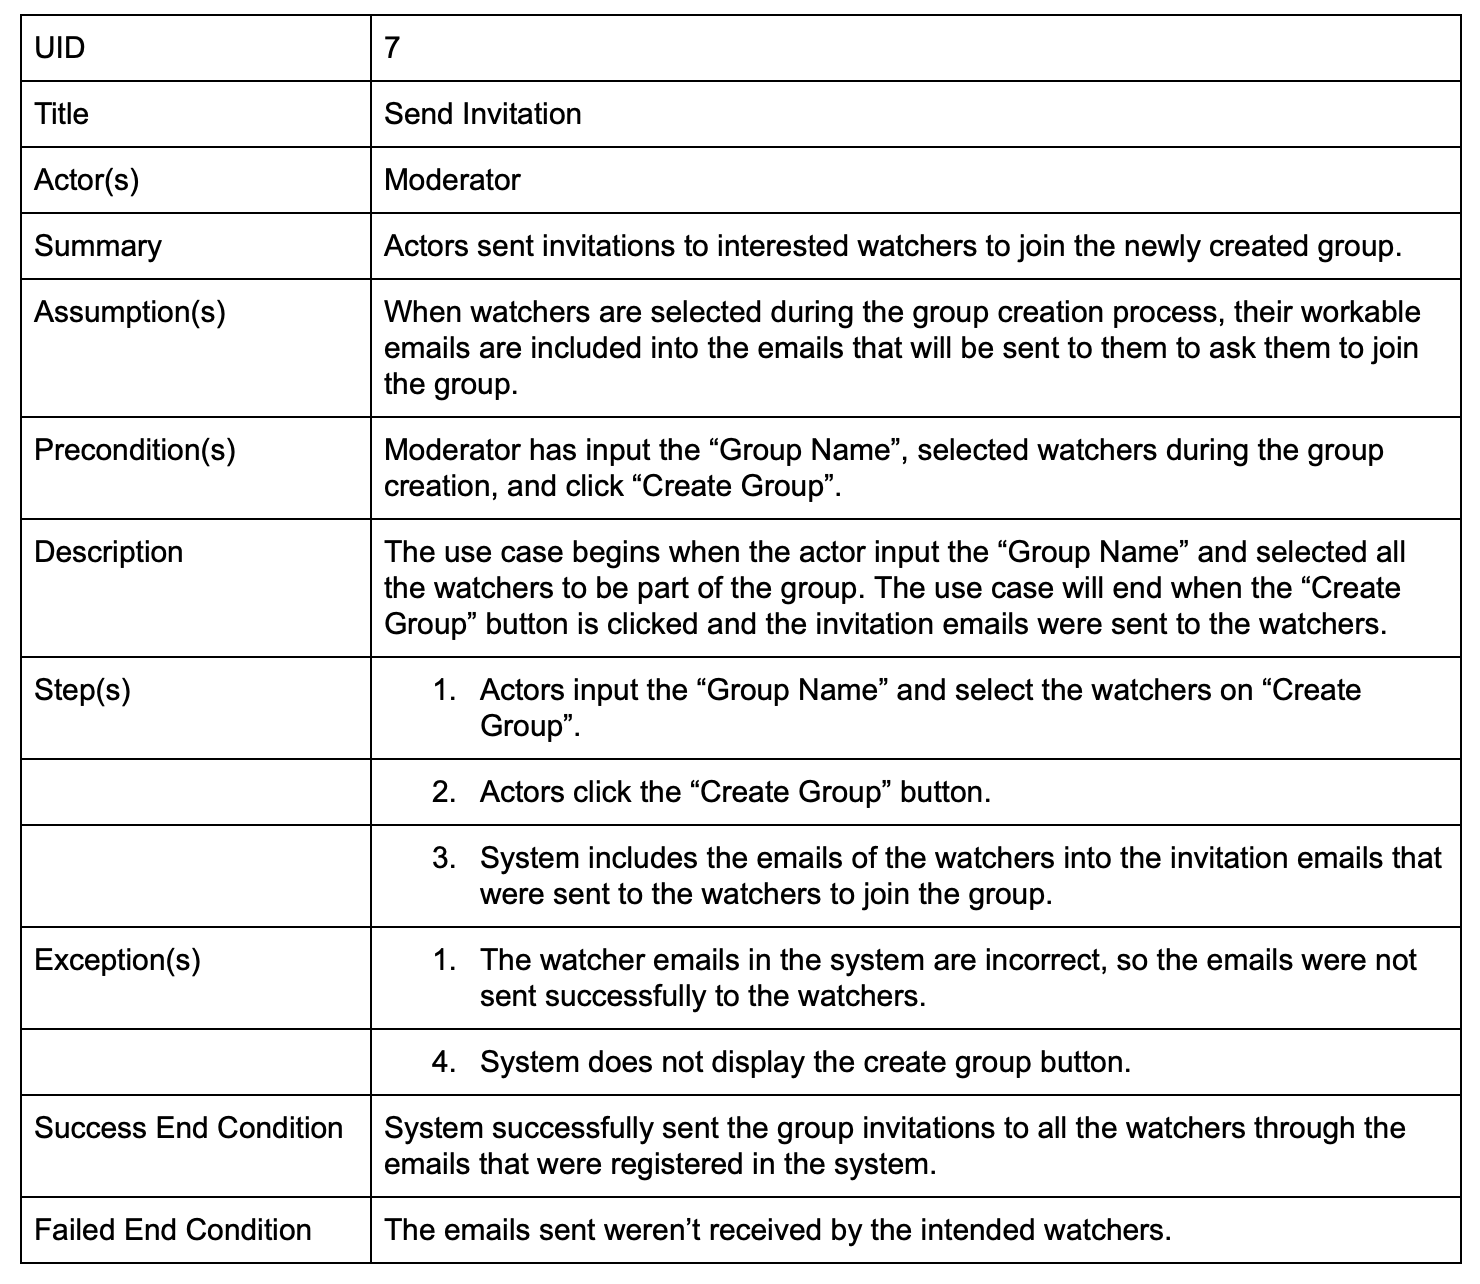 UID
7
Title
Send Invitation
Actor(s)
Moderator
Summary
Actors sent invitations to interested watchers to join the newly created group.
Assumption(s)
When watchers are selected during the group creation process, their workable
emails are included into the emails that will be sent to them to ask them to join
the group.
Precondition(s)
Moderator has input the “Group Name”, selected watchers during the group
creation, and click “Create Group”.
Description
The use case begins when the actor input the “Group Name” and selected all
the watchers to be part of the group. The use case will end when the “Create
Group” button is clicked and the invitation emails were sent to the watchers.
Step(s)
1. Actors input the “Group Name” and select the watchers on “Create
Group”.
2. Actors click the “Create Group” button.
3. System includes the emails of the watchers into the invitation emails that
were sent to the watchers to join the group.
Exception(s)
1. The watcher emails in the system are incorrect, so the emails were not
sent successfully to the watchers.
4. System does not display the create group button.
Success End Condition
System successfully sent the group invitations to all the watchers through the
emails that were registered in the system.
Failed End Condition
The emails sent weren’t received by the intended watchers.